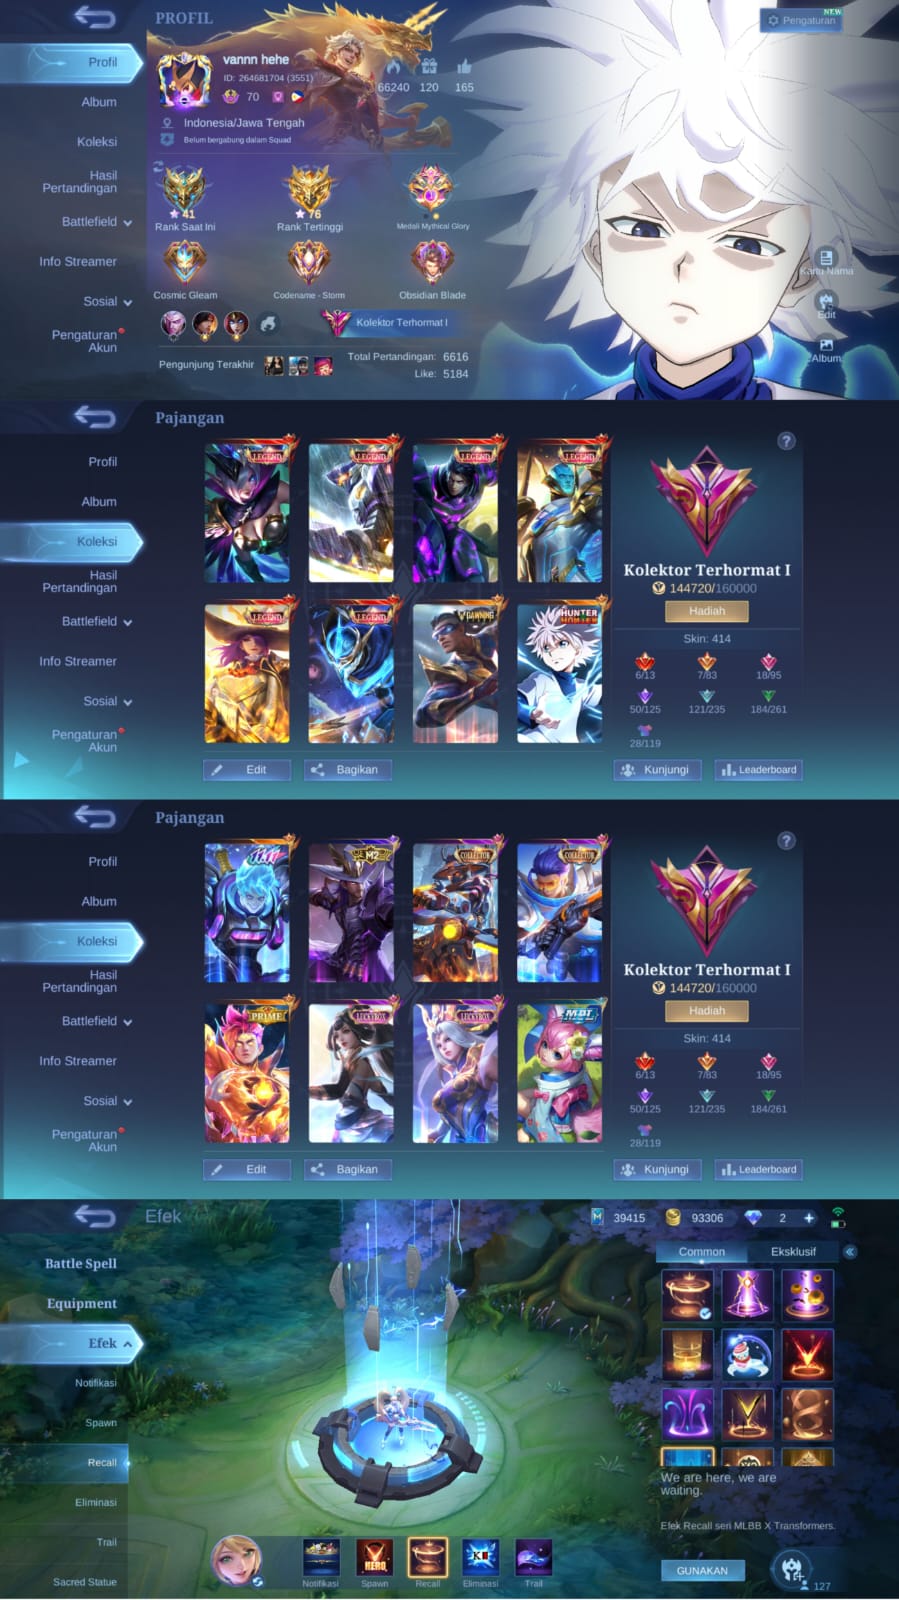 PROFIL
NEW
Pengaturan
Profil
Album
Koleksi
Hasil
Pertandingan
Battlefield
Info Streamer
Sosial
Pengaturan
Akun
vannn hehe
ID: 264681704 (3551)
70
66240
120
165
Indonesia/Jawa Tengah
Belum bergabung dalam Squad
41
Rank Saat Ini
76
Rank Tertinggi
Medali Mythical Glory
Cosmic Gleam
Codename - Storm
Obsidian Blade
Kolektor Terhormat I
Pengunjung Terakhir
Total Pertandingan: 6616
Like: 5184
Kartu Nama
Edit
Album
Pajangan
Profil
Album
Koleksi
Hasil
Pertandingan
Battlefield
Info Streamer
Sosial
Pengaturan
Akun
LEGEND
LEGEND
LEGEND
LEGEND
LEGEND
LEGEND
DAWNING
HUNTER
HUNTER
Edit
Bagikan
?
Kolektor Terhormat I
144720/160000
Hadiah
Skin: 414
6/13
7/83
18/95
50/125
121/235
184/261
28/119
Kunjungi
Leaderboard
Pajangan
Profil
Album
Koleksi
Hasil
Pertandingan
Battlefield
Info Streamer
Sosial
Pengaturan
Akun
M2
COLLECTOR
COLLECTOR
PRIME
LUCKYBOX
LUCKYBOX
Edit
Bagikan
?
Kolektor Terhormat I
144720/160000
Hadiah
Skin: 414
6/13
7/83
18/95
50/125
121/235
184/261
28/119
Kunjungi
Leaderboard
Efek
39415
93306
2
Battle Spell
Equipment
Efek
Notifikasi
Spawn
Recall
Eliminasi
Trail
Sacred Statue
Common
Eksklusif
We are here, we are
waiting.
Efek Recall seri MLBB X Transformers.
GUNAKAN
127
HERO
Notifikasi
Spawn
Recall
Eliminasi
Trail